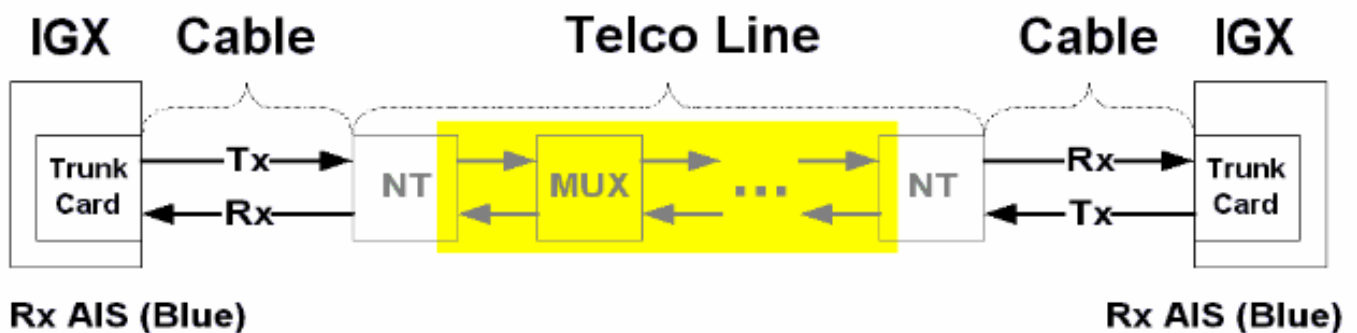 IGX Cable Telco Line Cable IGX
Trunk Card Tx Rx NT MUX ... NT Rx Tx Trunk Card
Rx AIS (Blue) Rx AIS (Blue)